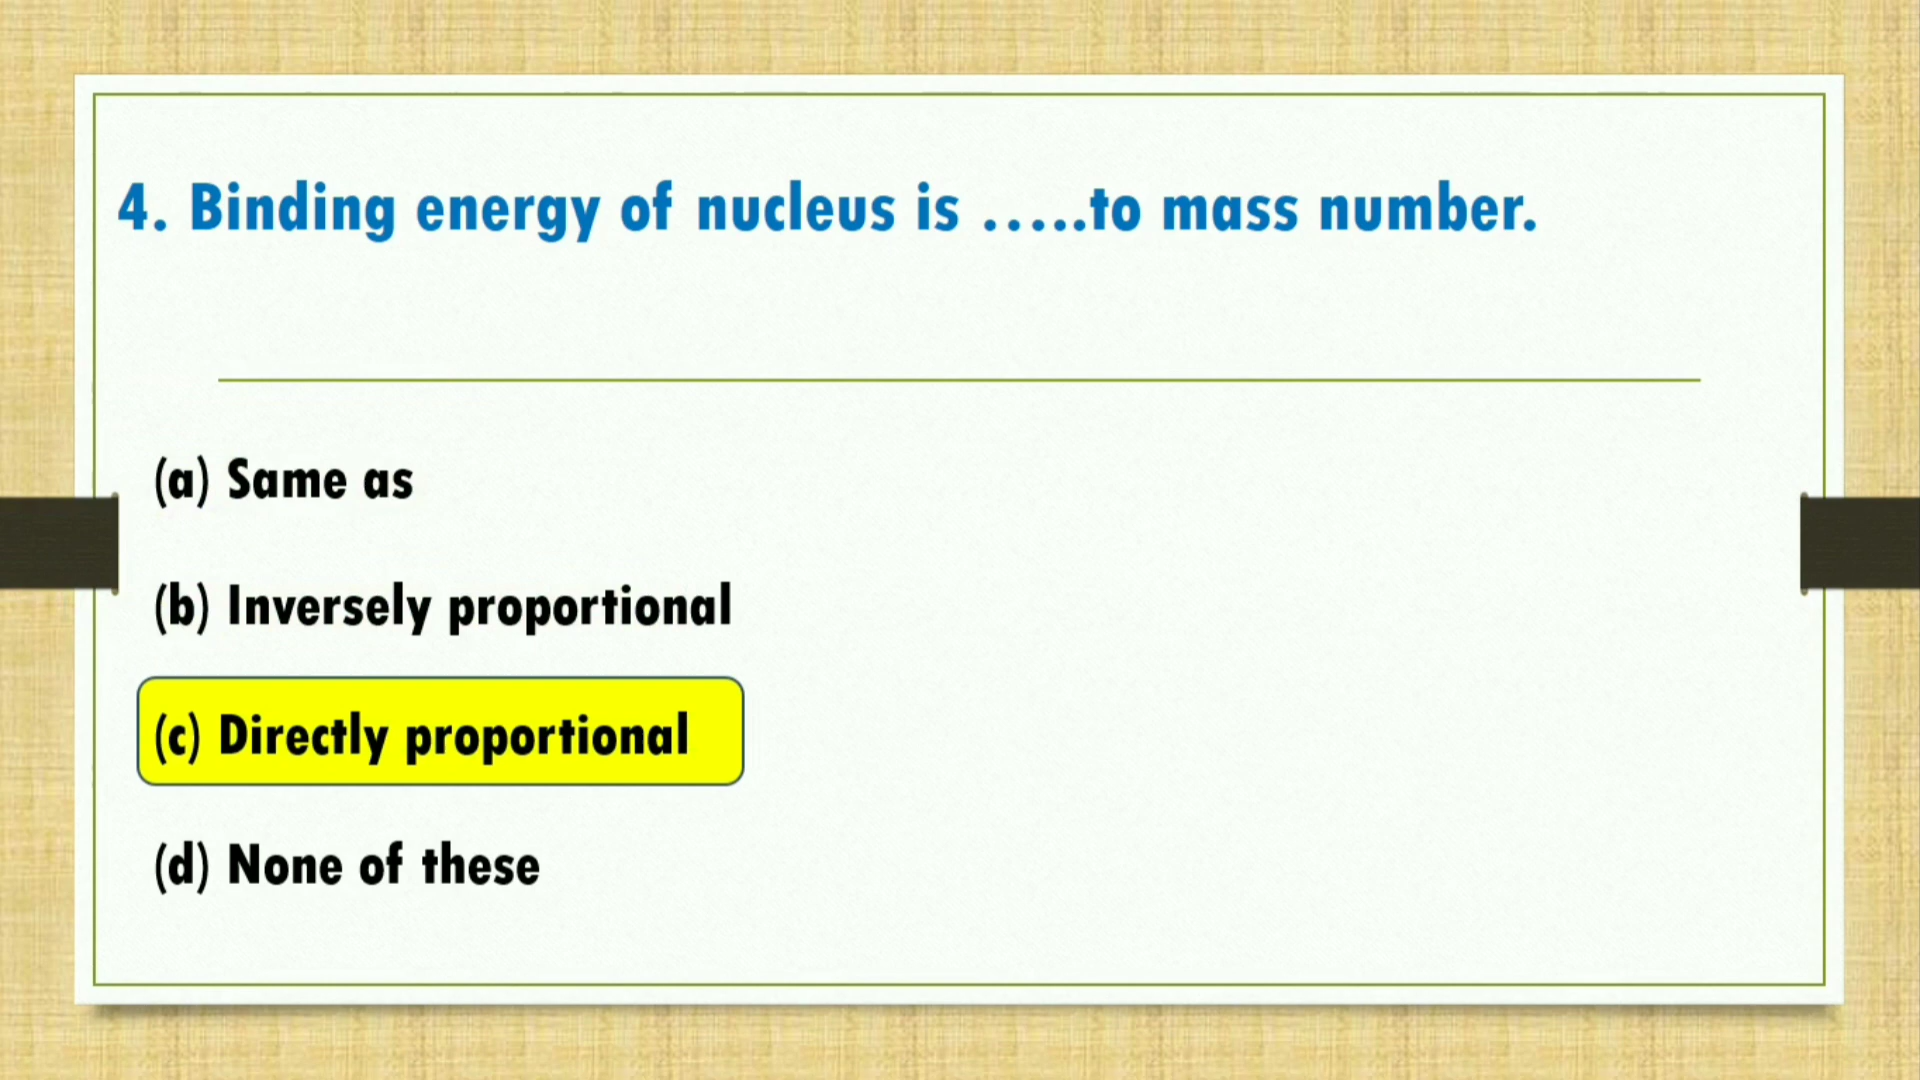 4. Binding energy of nucleus is .....to mass number.
(a) Same as
(b) Inversely proportional
(c) Directly proportional
(d) None of these